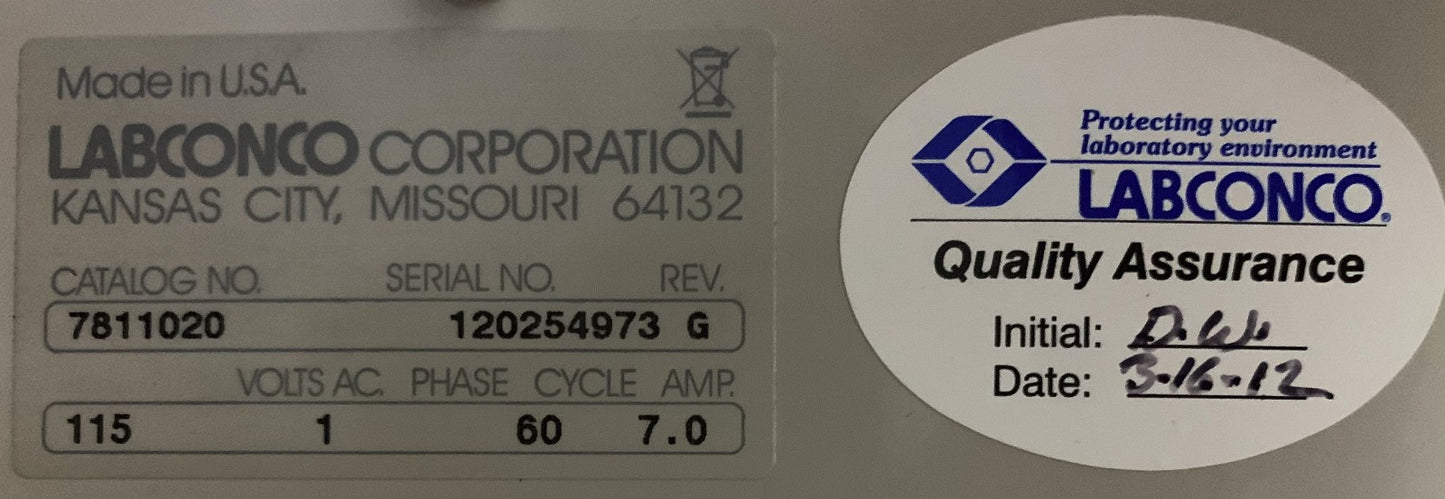 Made in U.S.A.
LABCONCO CORPORATION
KANSAS CITY, MISSOURI 64132
CATALOG NO. SERIAL NO. REV.
7811020 120254973 G
VOLTS AC. PHASE CYCLE AMP.
115 1 60 7.0
Protecting your
laboratory environment
LABCONCO®
Quality Assurance
Initial: D.W.
Date: 3-16-12